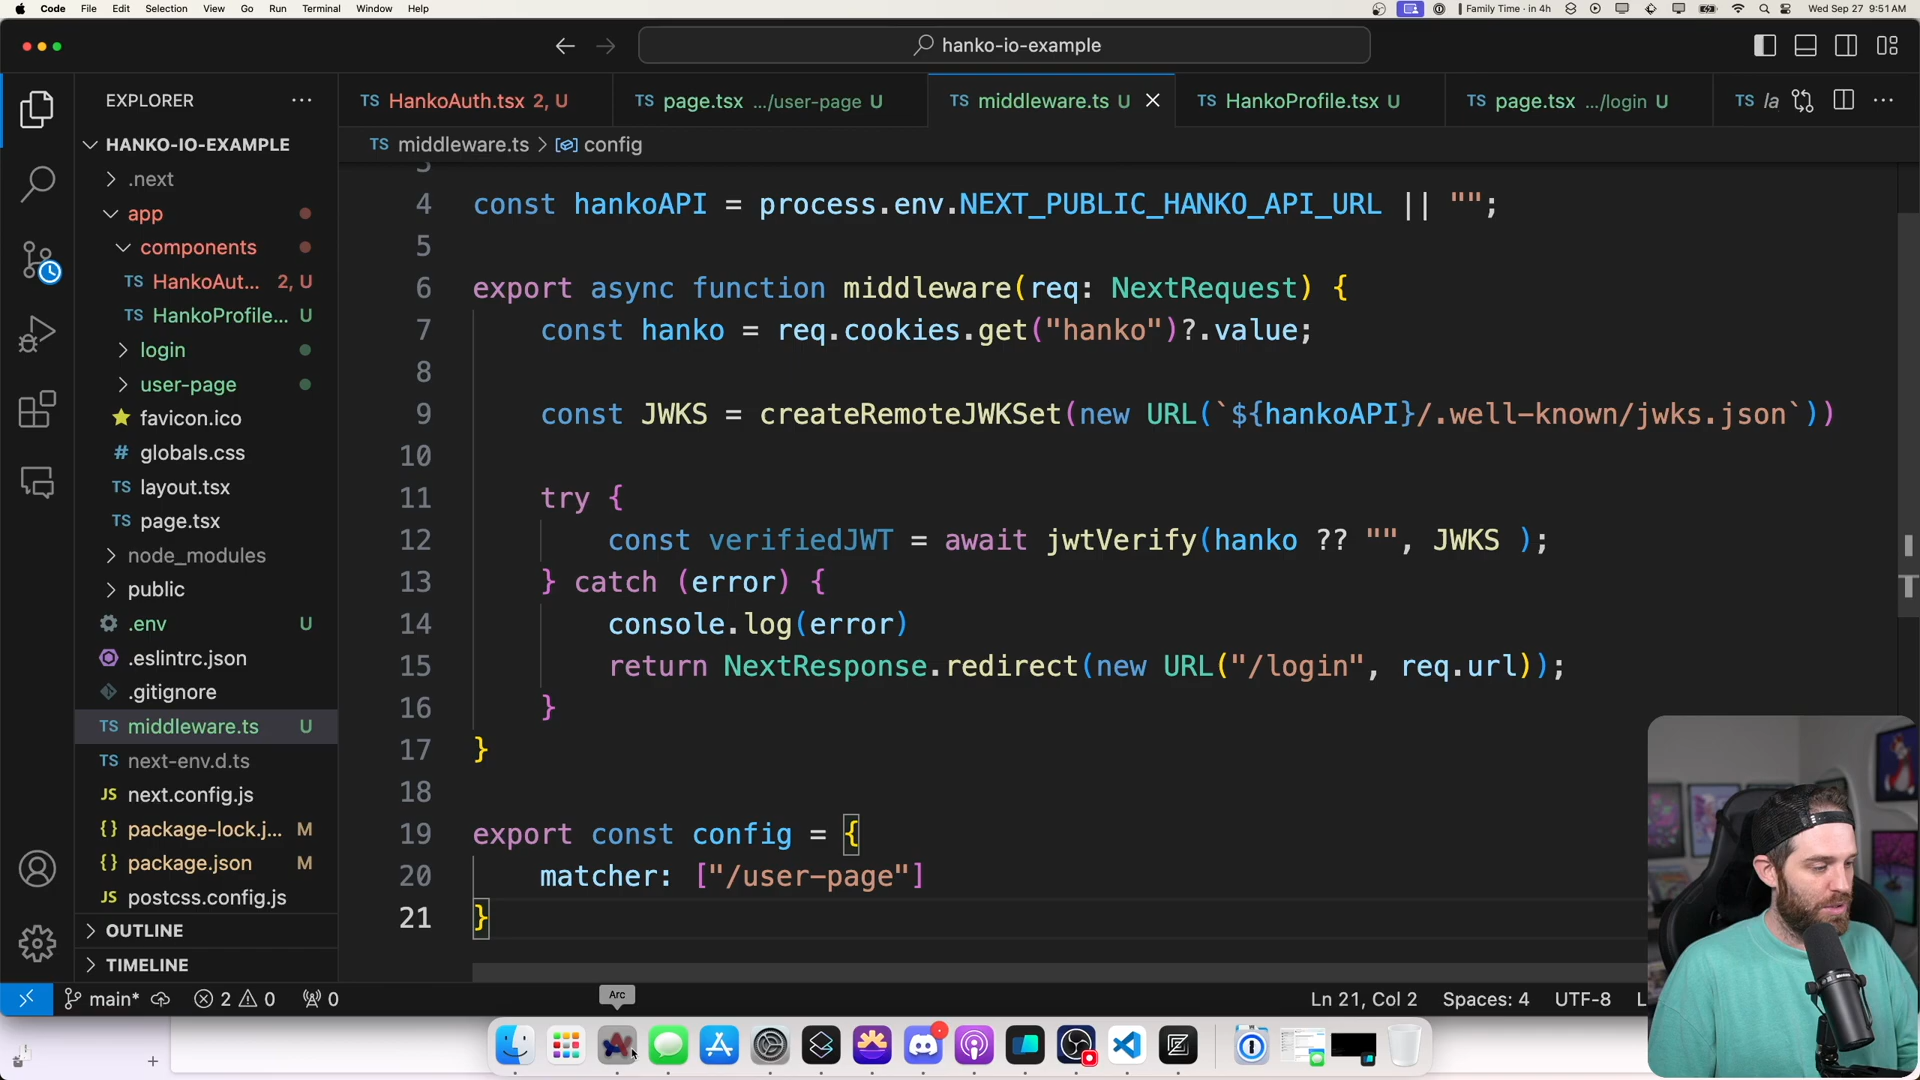 Code File Edit Selection View Go Run Terminal Window Help
Family Time · in 4h
Wed Sep 27 9:51 AM
hanko-io-example
EXPLORER
HankoAuth.tsx 2, U
page.tsx .../user-page U
middleware.ts U
HankoProfile.tsx U
page.tsx .../login U
la
middleware.ts > config
HANKO-IO-EXAMPLE
.next
app
components
HankoAut... 2, U
HankoProfile... U
login
user-page
favicon.ico
globals.css
layout.tsx
page.tsx
node_modules
public
.env U
.eslintrc.json
.gitignore
middleware.ts U
next-env.d.ts
next.config.js
package-lock.j... M
package.json M
postcss.config.js
OUTLINE
TIMELINE
3
4 const hankoAPI = process.env.NEXT_PUBLIC_HANKO_API_URL || "";
5
6 export async function middleware(req: NextRequest) {
7 const hanko = req.cookies.get("hanko")?.value;
8
9 const JWKS = createRemoteJWKSet(new URL(`${hankoAPI}/.well-known/jwks.json`))
10
11 try {
12 const verifiedJWT = await jwtVerify(hanko ?? "", JWKS );
13 } catch (error) {
14 console.log(error)
15 return NextResponse.redirect(new URL("/login", req.url));
16 }
17 }
18
19 export const config = {
20 matcher: ["/user-page"]
21 }
main* 2 0 0
Ln 21, Col 2 Spaces: 4 UTF-8 L
Arc